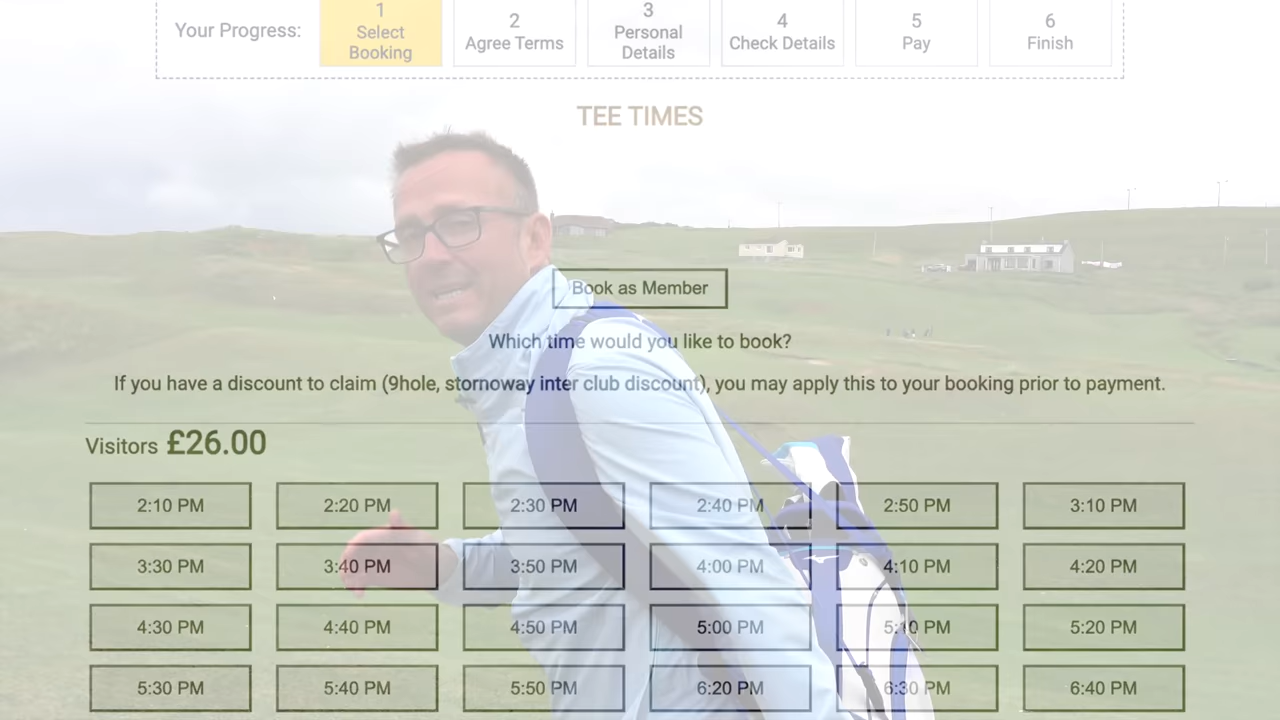 Your Progress:
1
Select
Booking
2
Agree Terms
3
Personal
Details
4
Check Details
5
Pay
6
Finish
TEE TIMES
Book as Member
Which time would you like to book?
If you have a discount to claim (9hole, stornoway inter club discount), you may apply this to your booking prior to payment.
Visitors £26.00
2:10 PM 2:20 PM 2:30 PM 2:40 PM 2:50 PM 3:10 PM
3:30 PM 3:40 PM 3:50 PM 4:00 PM 4:10 PM 4:20 PM
4:30 PM 4:40 PM 4:50 PM 5:00 PM 5:10 PM 5:20 PM
5:30 PM 5:40 PM 5:50 PM 6:20 PM 6:30 PM 6:40 PM